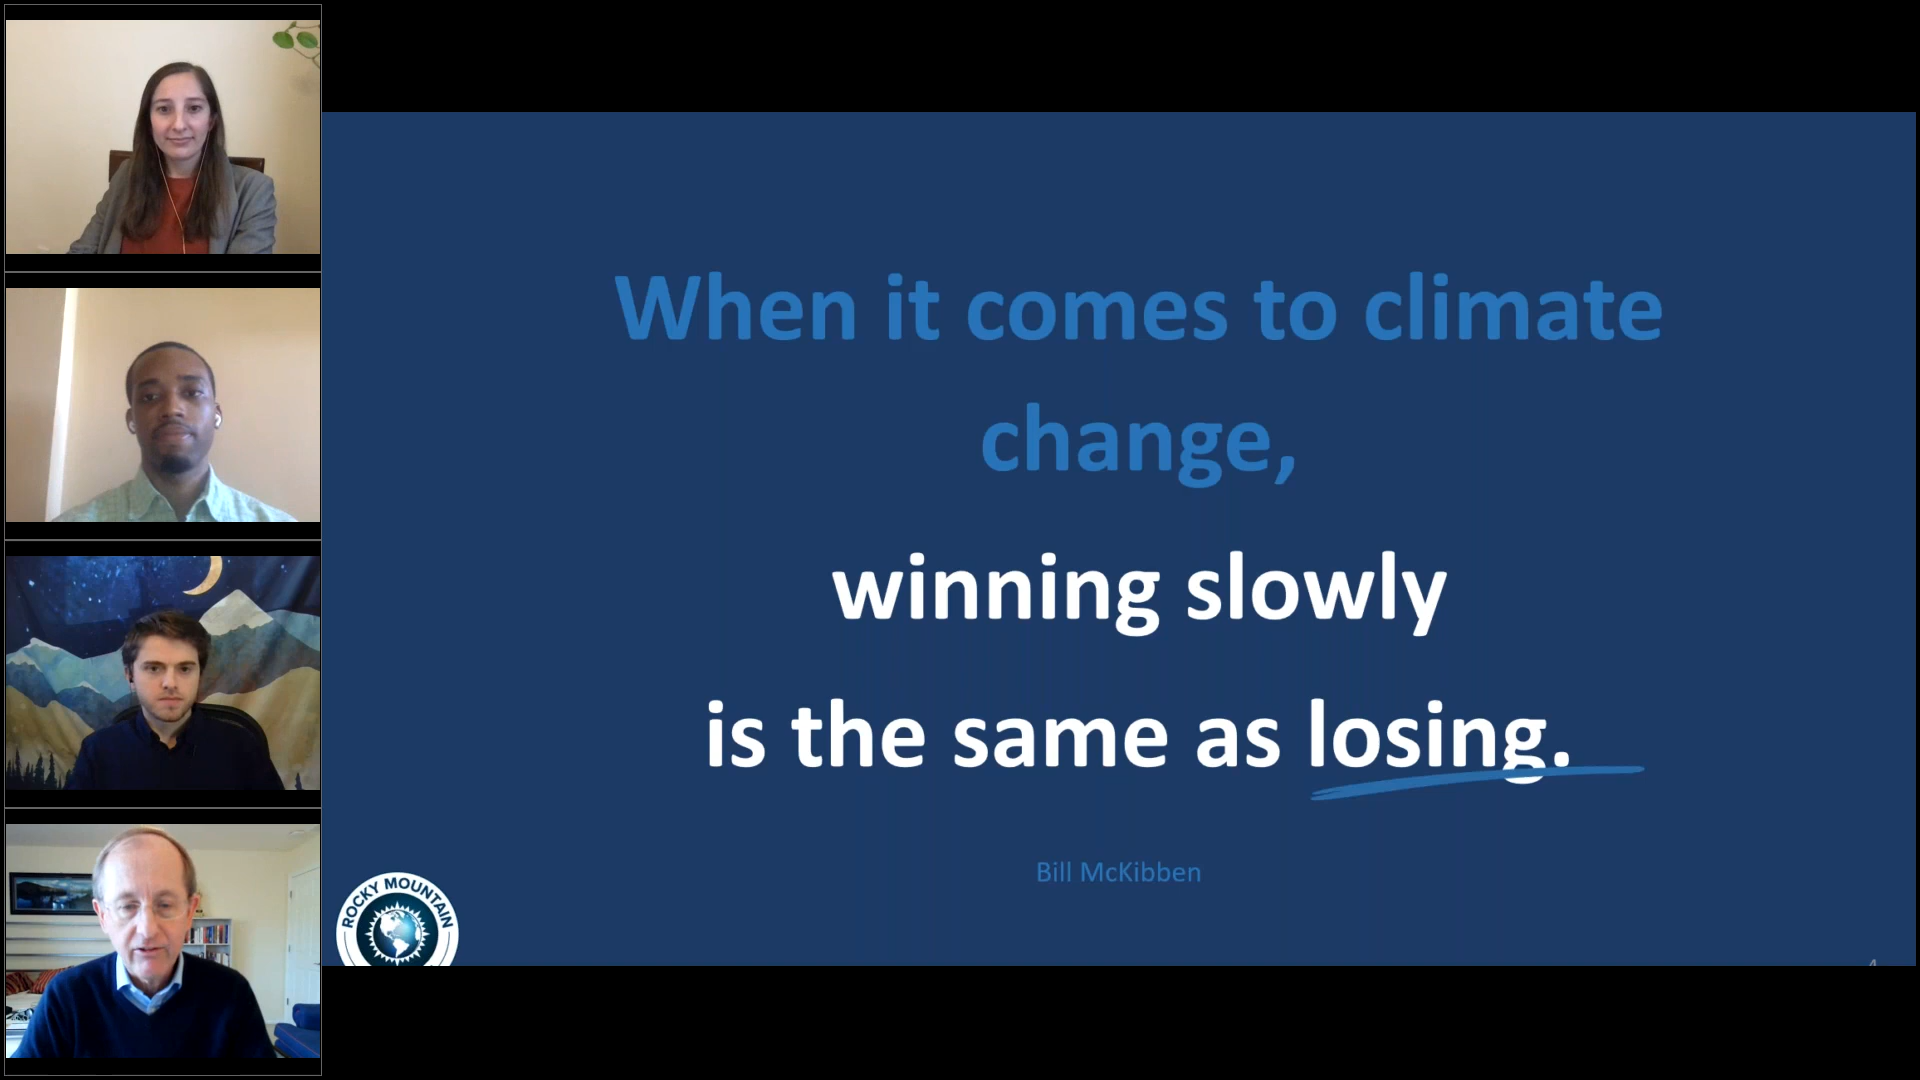 When it comes to climate
change,
winning slowly
is the same as losing.
Bill McKibben
ROCKY MOUNTAIN